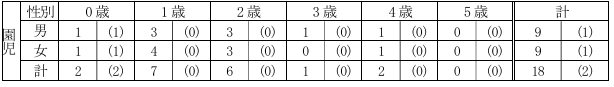 園児 性別 0歳 1歳 2歳 3歳 4歳 5歳 計
男 1 (1) 3 (0) 3 (0) 1 (0) 1 (0) 0 (0) 9 (1)
女 1 (1) 4 (0) 3 (0) 0 (0) 1 (0) 0 (0) 9 (1)
計 2 (2) 7 (0) 6 (0) 1 (0) 2 (0) 0 (0) 18 (2)